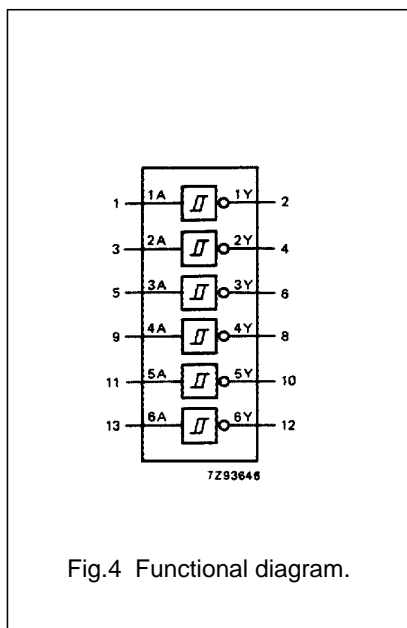 1 1A 1Y 2
3 2A 2Y 4
5 3A 3Y 6
9 4A 4Y 8
11 5A 5Y 10
13 6A 6Y 12
7Z93646
Fig.4 Functional diagram.